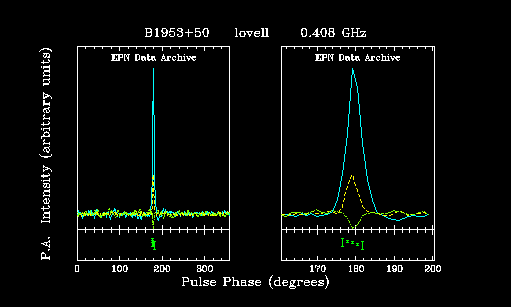 B1953+50 lovell 0.408 GHz
EPN Data Archive EPN Data Archive
P.A. Intensity (arbitrary units)
0 100 200 300 170 180 190 200
Pulse Phase (degrees)